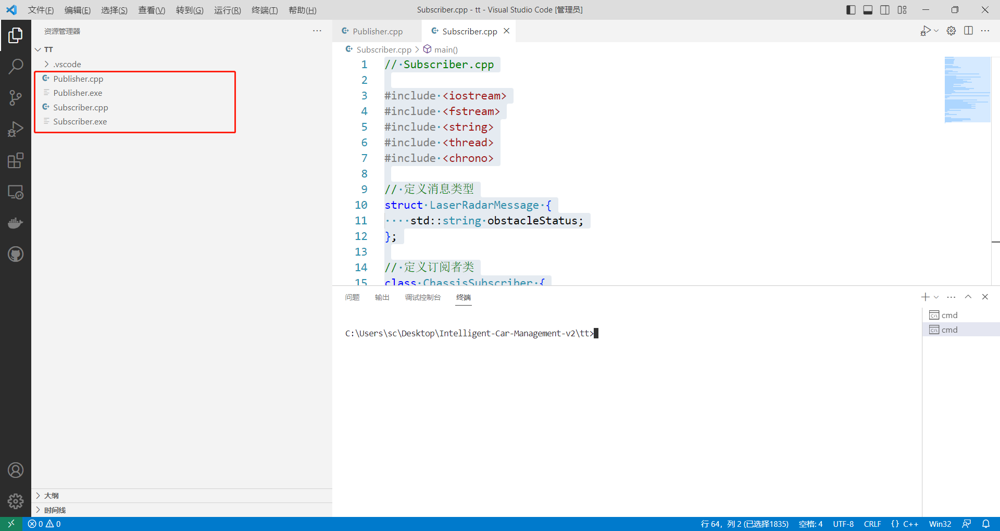 文件(F) 编辑(E) 选择(S) 查看(V) 转到(G) 运行(R) 终端(T) 帮助(H) Subscriber.cpp - tt - Visual Studio Code [管理员]
资源管理器
TT
.vscode
Publisher.cpp
Publisher.exe
Subscriber.cpp
Subscriber.exe
大纲
时间线
Publisher.cpp Subscriber.cpp
Subscriber.cpp main()
1 // Subscriber.cpp
2
3 #include <iostream>
4 #include <fstream>
5 #include <string>
6 #include <thread>
7 #include <chrono>
8
9 // 定义消息类型
10 struct LaserRadarMessage {
11 std::string obstacleStatus;
12 };
13
14 // 定义订阅者类
15 class ChassisSubscriber {
问题 输出 调试控制台 终端
C:\Users\sc\Desktop\Intelligent-Car-Management-v2\tt>
cmd
cmd
0 0 行 64，列 2 (已选择1835) 空格: 4 UTF-8 CRLF {} C++ Win32